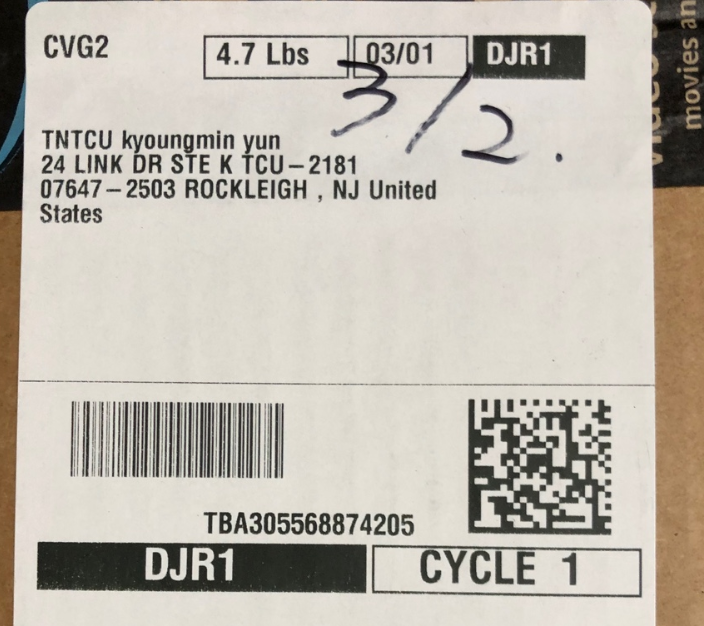 CVG2 4.7 Lbs 03/01 DJR1
3/2.
TNTCU kyoungmin yun
24 LINK DR STE K TCU-2181
07647-2503 ROCKLEIGH , NJ United
States
TBA305568874205
DJR1 CYCLE 1
movies an